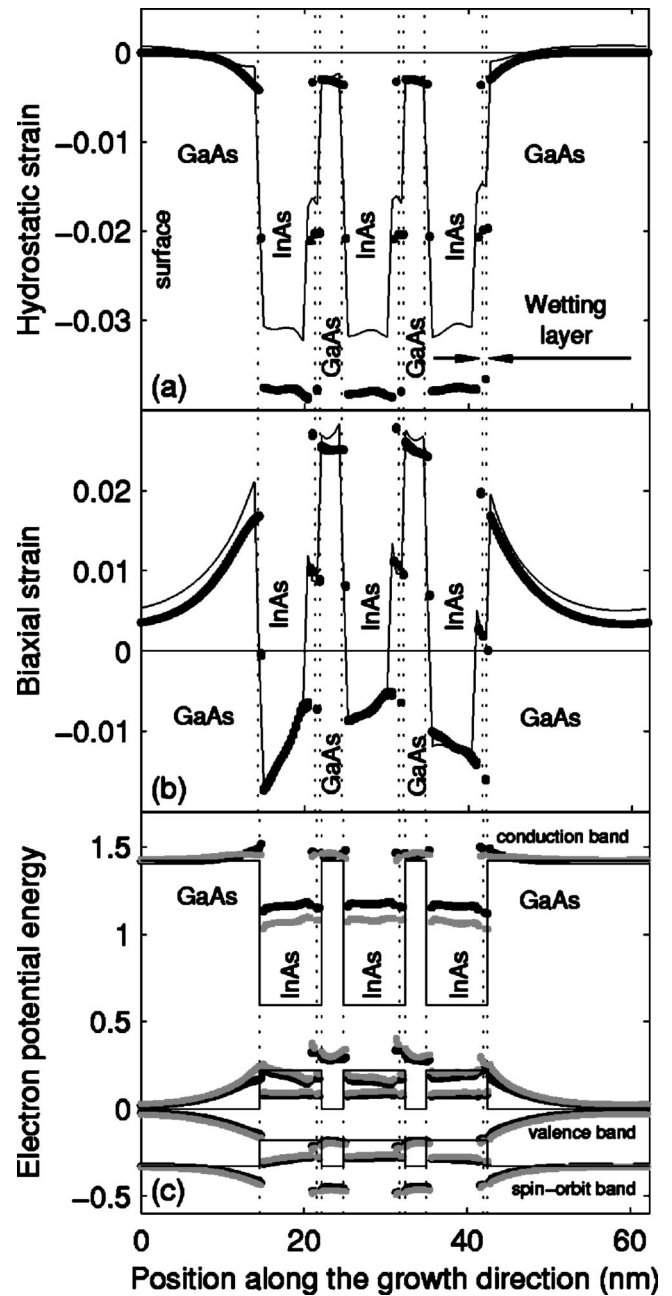 0
−0.01
−0.02
−0.03
Hydrostatic strain
GaAs
surface
InAs
GaAs
InAs
GaAs
InAs
GaAs
Wetting
layer
(a)
0.02
0.01
0
−0.01
Biaxial strain
InAs
InAs
InAs
GaAs
GaAs
GaAs
GaAs
(b)
1.5
1
0.5
0
−0.5
Electron potential energy
conduction band
GaAs
GaAs
InAs
InAs
InAs
valence band
spin−orbit band
(c)
0
20
40
60
Position along the growth direction (nm)